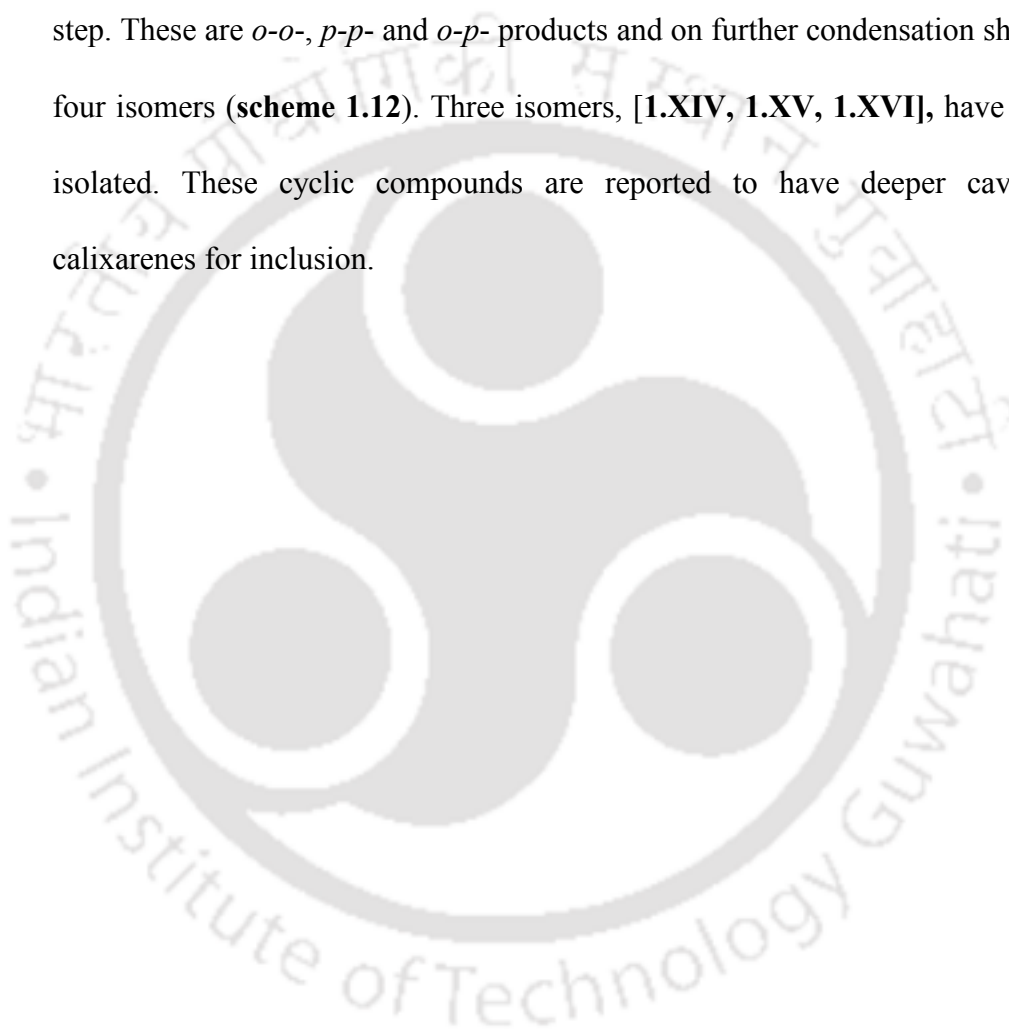 step. These are o-o-, p-p- and o-p- products and on further condensation sh
four isomers (scheme 1.12). Three isomers, [1.XIV, 1.XV, 1.XVI], have
isolated. These cyclic compounds are reported to have deeper cav
calixarenes for inclusion.
Indian Institute of Technology Guwahati